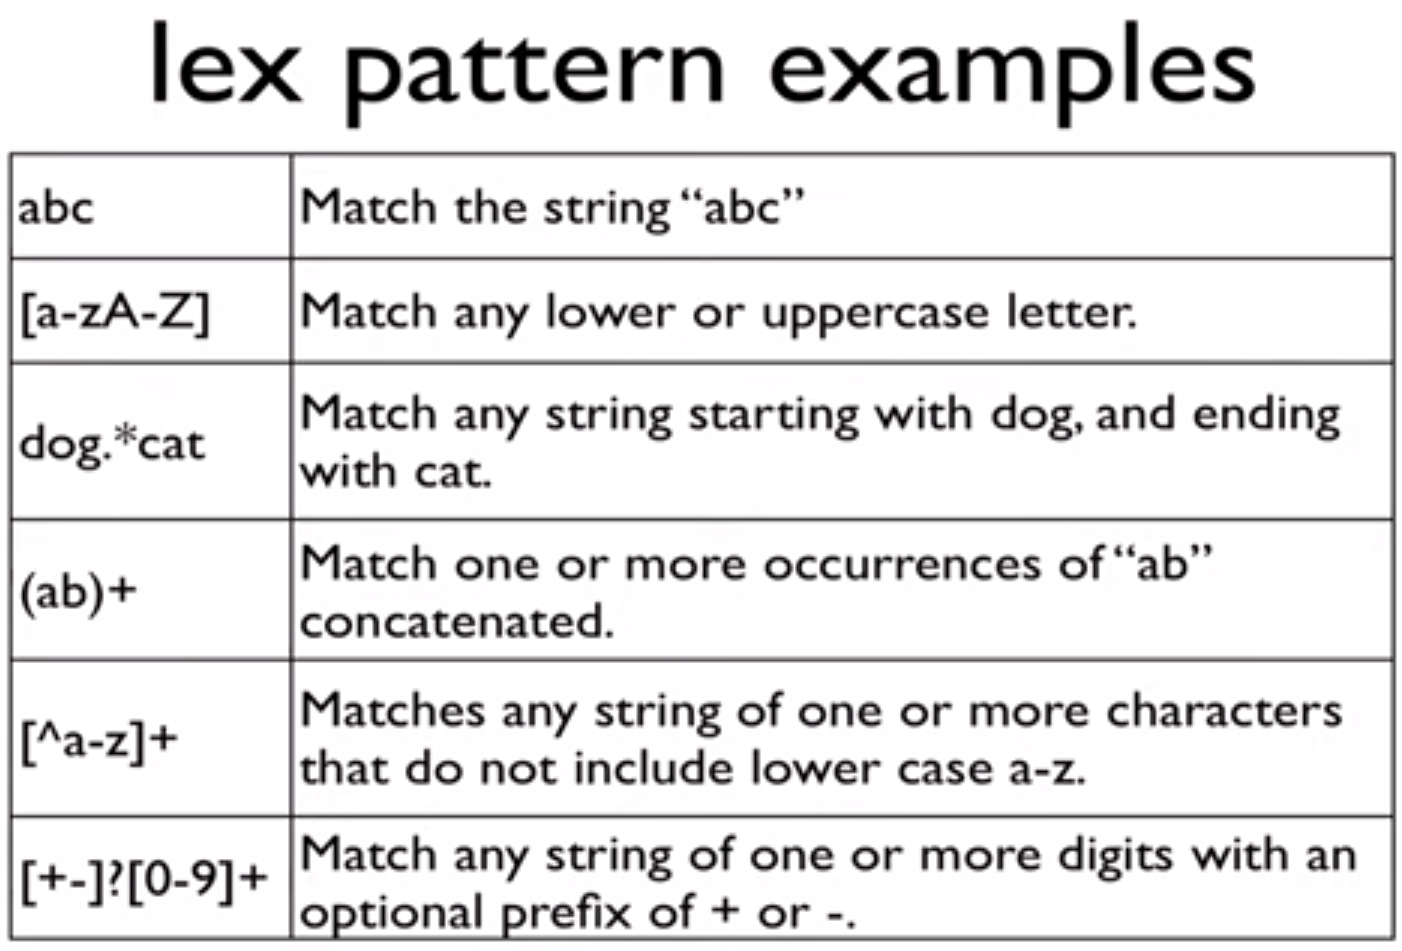 lex pattern examples
abc
Match the string “abc”
[a-zA-Z]
Match any lower or uppercase letter.
dog.*cat
Match any string starting with dog, and ending
with cat.
(ab)+
Match one or more occurrences of “ab”
concatenated.
[^a-z]+
Matches any string of one or more characters
that do not include lower case a-z.
[+-]?[0-9]+
Match any string of one or more digits with an
optional prefix of + or -.